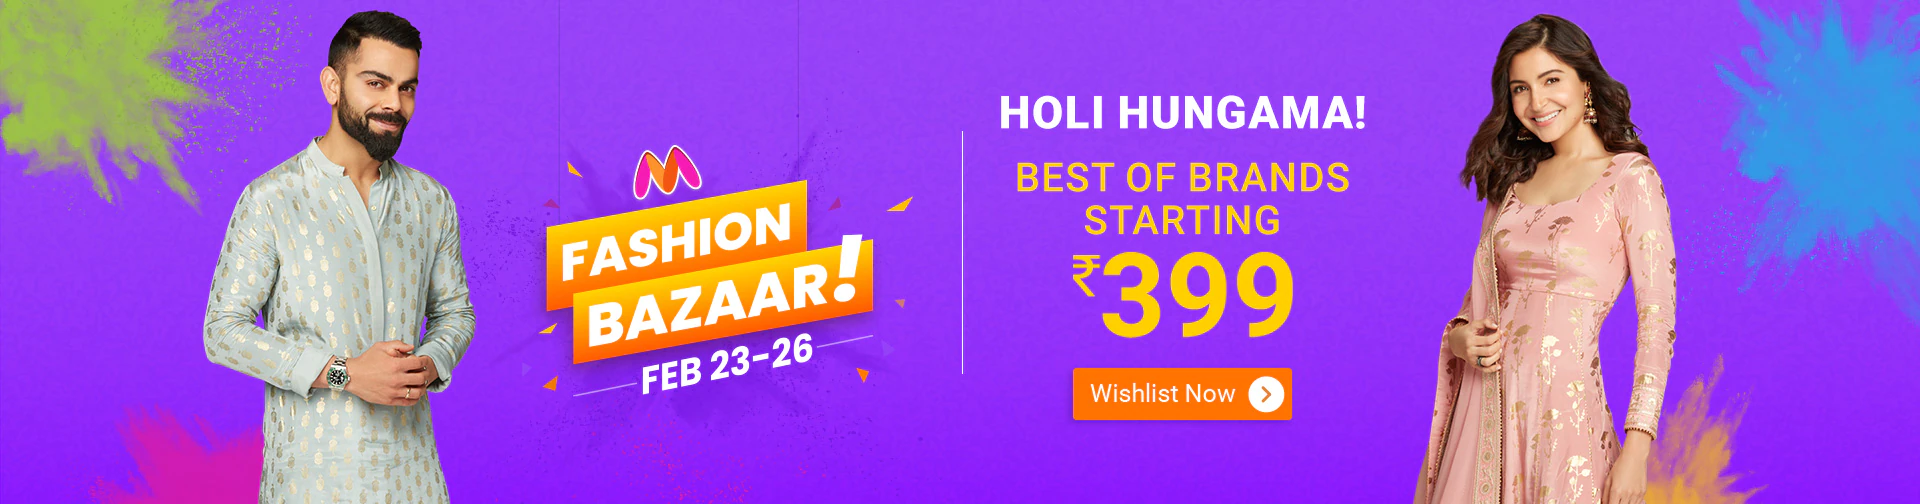 FASHION
BAZAAR!
FEB 23-26
HOLI HUNGAMA!
BEST OF BRANDS
STARTING
₹399
Wishlist Now